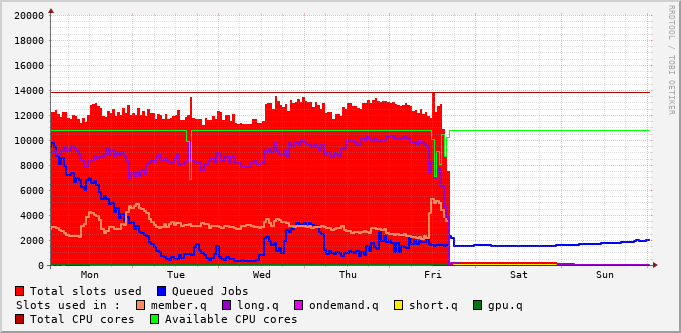 20000
18000
16000
14000
12000
10000
8000
6000
4000
2000
0
Mon Tue Wed Thu Fri Sat Sun
Total slots used Queued Jobs
Slots used in : member.q long.q ondemand.q short.q gpu.q
Total CPU cores Available CPU cores
RRDTOOL / TOBI OETIKER